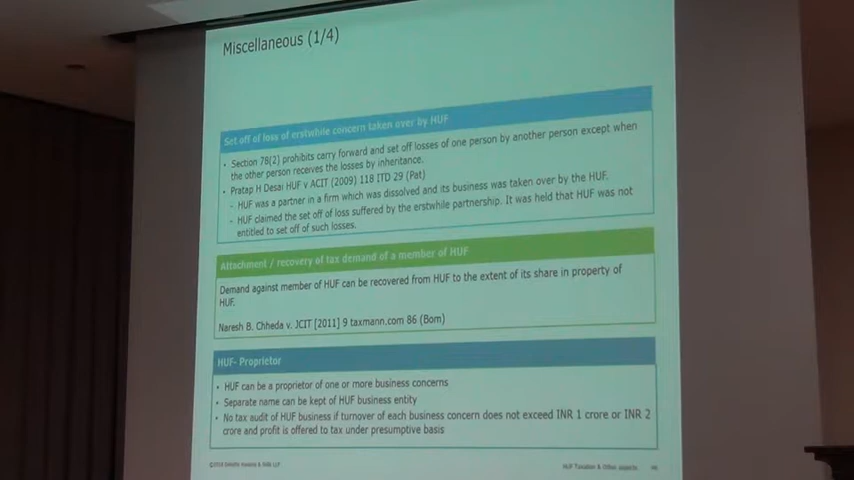 Miscellaneous (1/4)
Set off of loss of erstwhile concern taken over by HUF
• Section 78(2) prohibits carry forward and set off losses of one person by another person except when
the other person receives the losses by inheritance.
• Pratap H Desai HUF v ACIT (2009) 118 ITD 29 (Pat)
- HUF was a partner in a firm which was dissolved and its business was taken over by the HUF.
- HUF claimed the set off of loss suffered by the erstwhile partnership. It was held that HUF was not
entitled to set off of such losses.
Attachment / recovery of tax demand of a member of HUF
Demand against member of HUF can be recovered from HUF to the extent of its share in property of
HUF.
Naresh B. Chheda v. JCIT [2011] 9 taxmann.com 86 (Bom)
HUF- Proprietor
• HUF can be a proprietor of one or more business concerns
• Separate name can be kept of HUF business entity
• No tax audit of HUF business if turnover of each business concern does not exceed INR 1 crore or INR 2
crore and profit is offered to tax under presumptive basis
Deloitte Haskins & Sells LLP
HUF Taxation & Other aspects